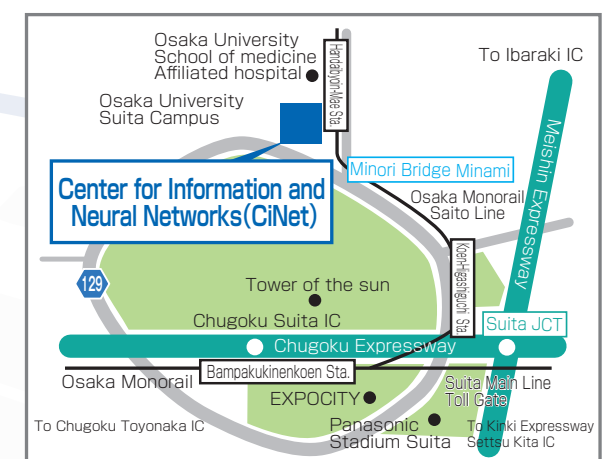 Osaka University
School of medicine
Affiliated hospital
Handaibyoin-Mae Sta.
To Ibaraki IC
Osaka University
Suita Campus
Meishin Expressway
Minori Bridge Minami
Center for Information and
Neural Networks(CiNet)
Osaka Monorail
Saito Line
Koen-Higashiguchi Sta.
129
Tower of the sun
Chugoku Suita IC
Suita JCT
Chugoku Expressway
Osaka Monorail
Bampakukinenkoen Sta.
Suita Main Line
Toll Gate
EXPOCITY
To Chugoku Toyonaka IC
Panasonic
Stadium Suita
To Kinki Expressway
Settsu Kita IC